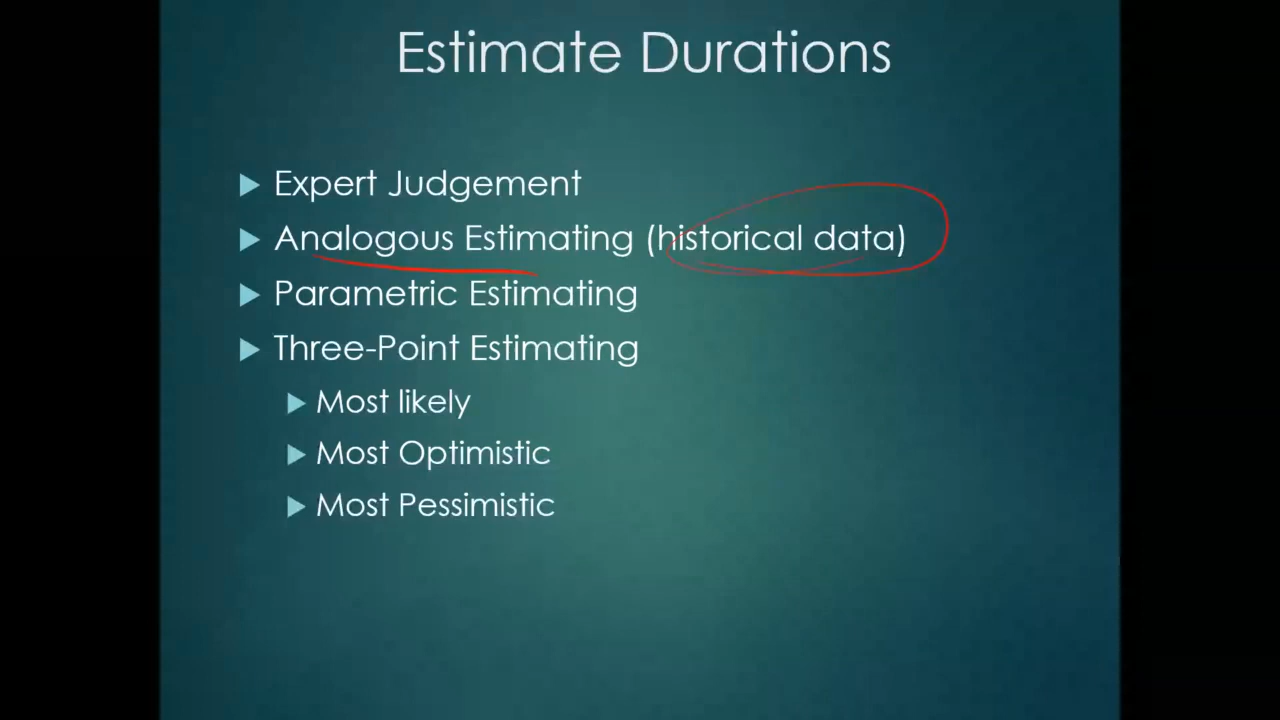 Estimate Durations
Expert Judgement
Analogous Estimating (historical data)
Parametric Estimating
Three-Point Estimating
Most likely
Most Optimistic
Most Pessimistic